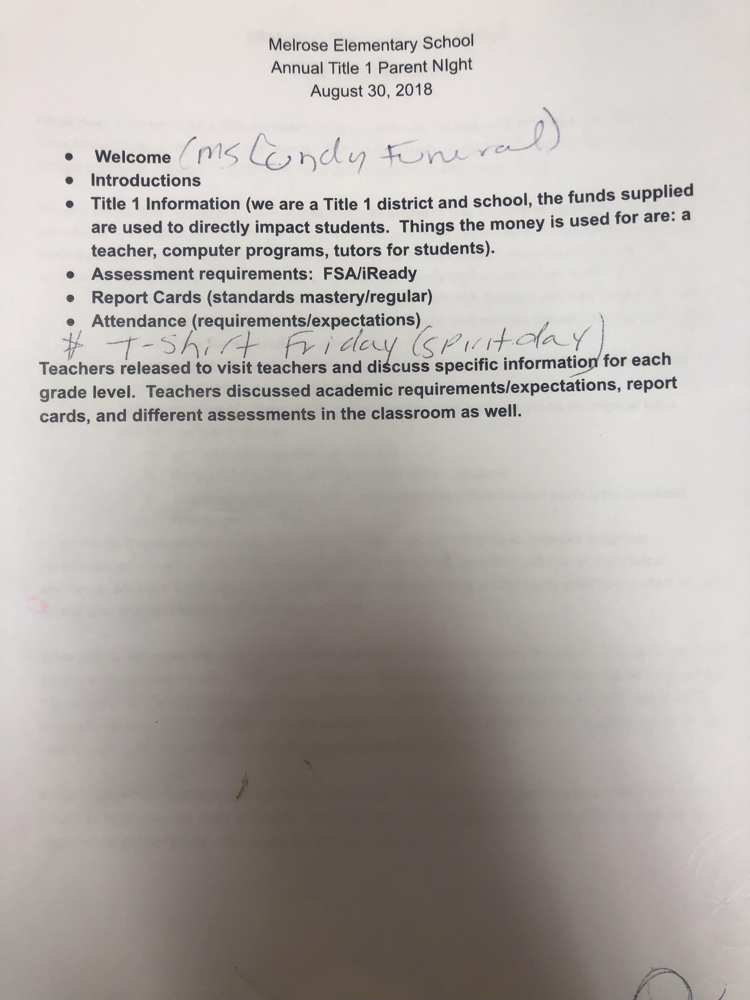 Melrose Elementary School
Annual Title 1 Parent NIght
August 30, 2018
• Welcome (ms Funeral)
• Introductions
• Title 1 Information (we are a Title 1 district and school, the funds supplied
are used to directly impact students.  Things the money is used for are: a
teacher, computer programs, tutors for students).
• Assessment requirements:  FSA/iReady
• Report Cards (standards mastery/regular)
• Attendance (requirements/expectations)
# T-Shirt Friday (spirit day)
Teachers released to visit teachers and discuss specific information for each
grade level.  Teachers discussed academic requirements/expectations, report
cards, and different assessments in the classroom as well.